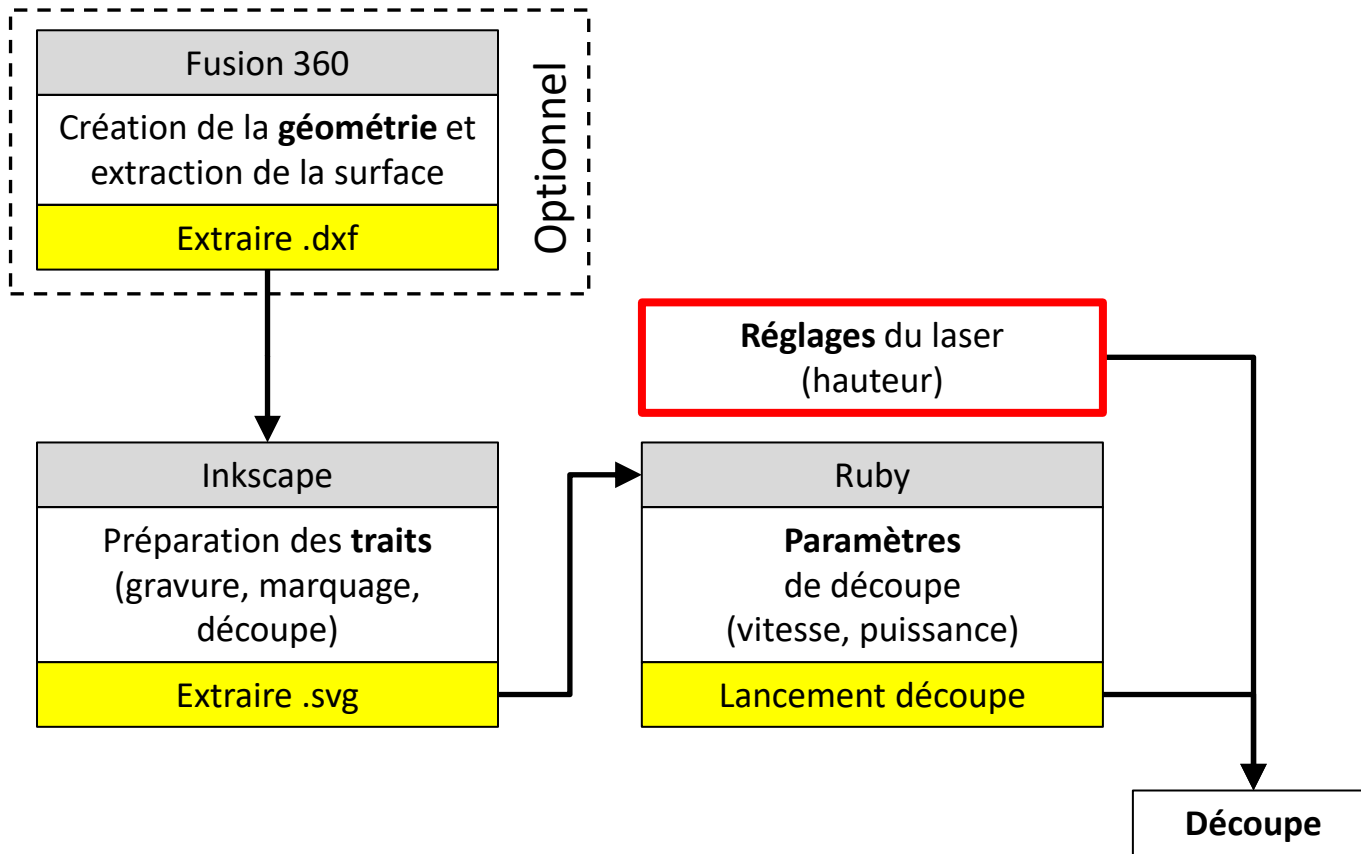 Fusion 360
Création de la géométrie et
extraction de la surface
Extraire .dxf
Optionnel
Réglages du laser
(hauteur)
Inkscape
Préparation des traits
(gravure, marquage,
découpe)
Extraire .svg
Ruby
Paramètres
de découpe
(vitesse, puissance)
Lancement découpe
Découpe